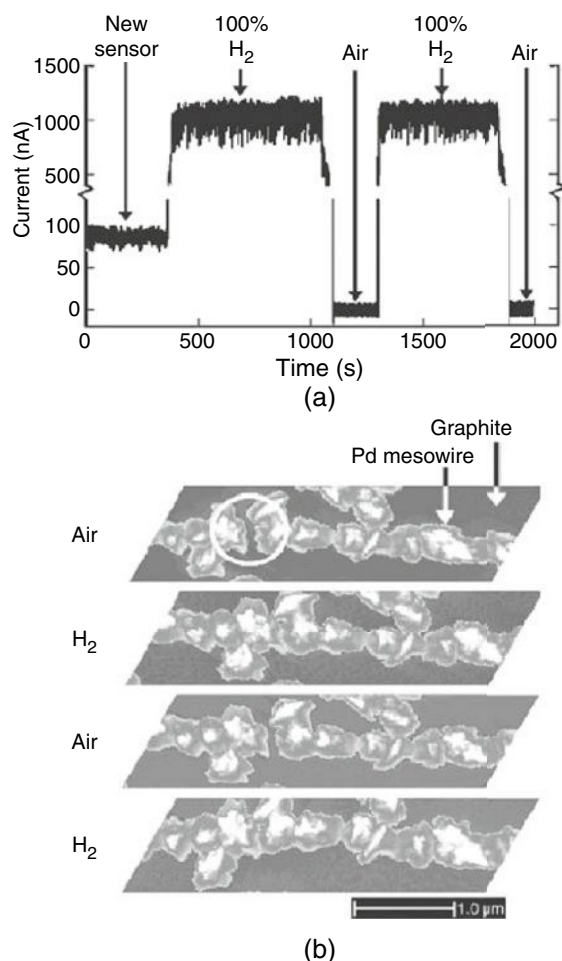 New sensor
100% H₂
Air
100% H₂
Air
1500
1000
500
100
50
0
Current (nA)
0 500 1000 1500 2000
Time (s)
(a)
Graphite
Pd mesowire
Air
H₂
Air
H₂
1.0 µm
(b)